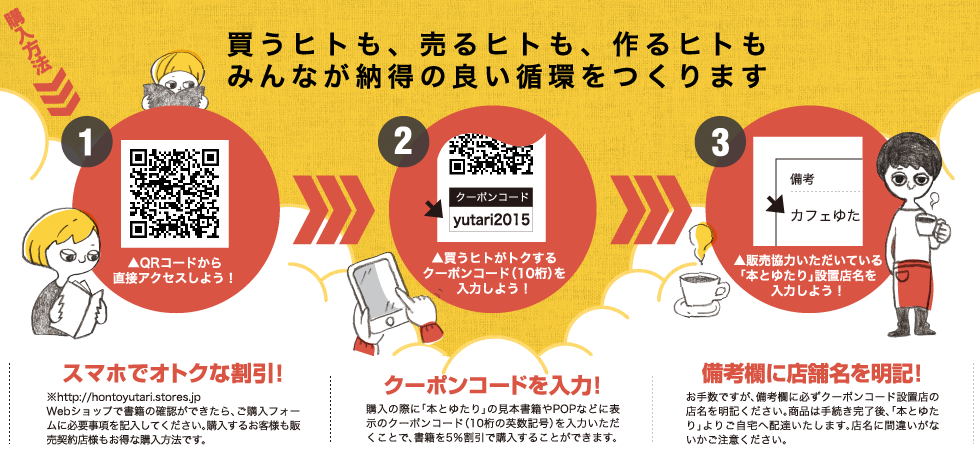 購入方法
買うヒトも、売るヒトも、作るヒトも
みんなが納得の良い循環をつくります
1
▲QRコードから
直接アクセスしよう！
2
クーポンコード
yutari2015
▲買うヒトがトクする
クーポンコード（10桁）を
入力しよう！
3
備考
カフェゆた
▲販売協力いただいている
「本とゆたり」設置店名を
入力しよう！
スマホでオトクな割引！
※http://hontoyutari.stores.jp
Webショップで書籍の確認ができたら、ご購入フォー
ムに必要事項を記入してください。購入するお客様も販
売契約店様もお得な購入方法です。
クーポンコードを入力！
購入の際に「本とゆたり」の見本書籍やPOPなどに表
示のクーポンコード（10桁の英数記号）を入力いただ
くことで、書籍を5%割引で購入することができます。
備考欄に店舗名を明記！
お手数ですが、備考欄に必ずクーポンコード設置店の
店名を明記ください。商品は手続き完了後、「本とゆた
り」よりご自宅へ配達いたします。店名に間違いがな
いかご注意ください。